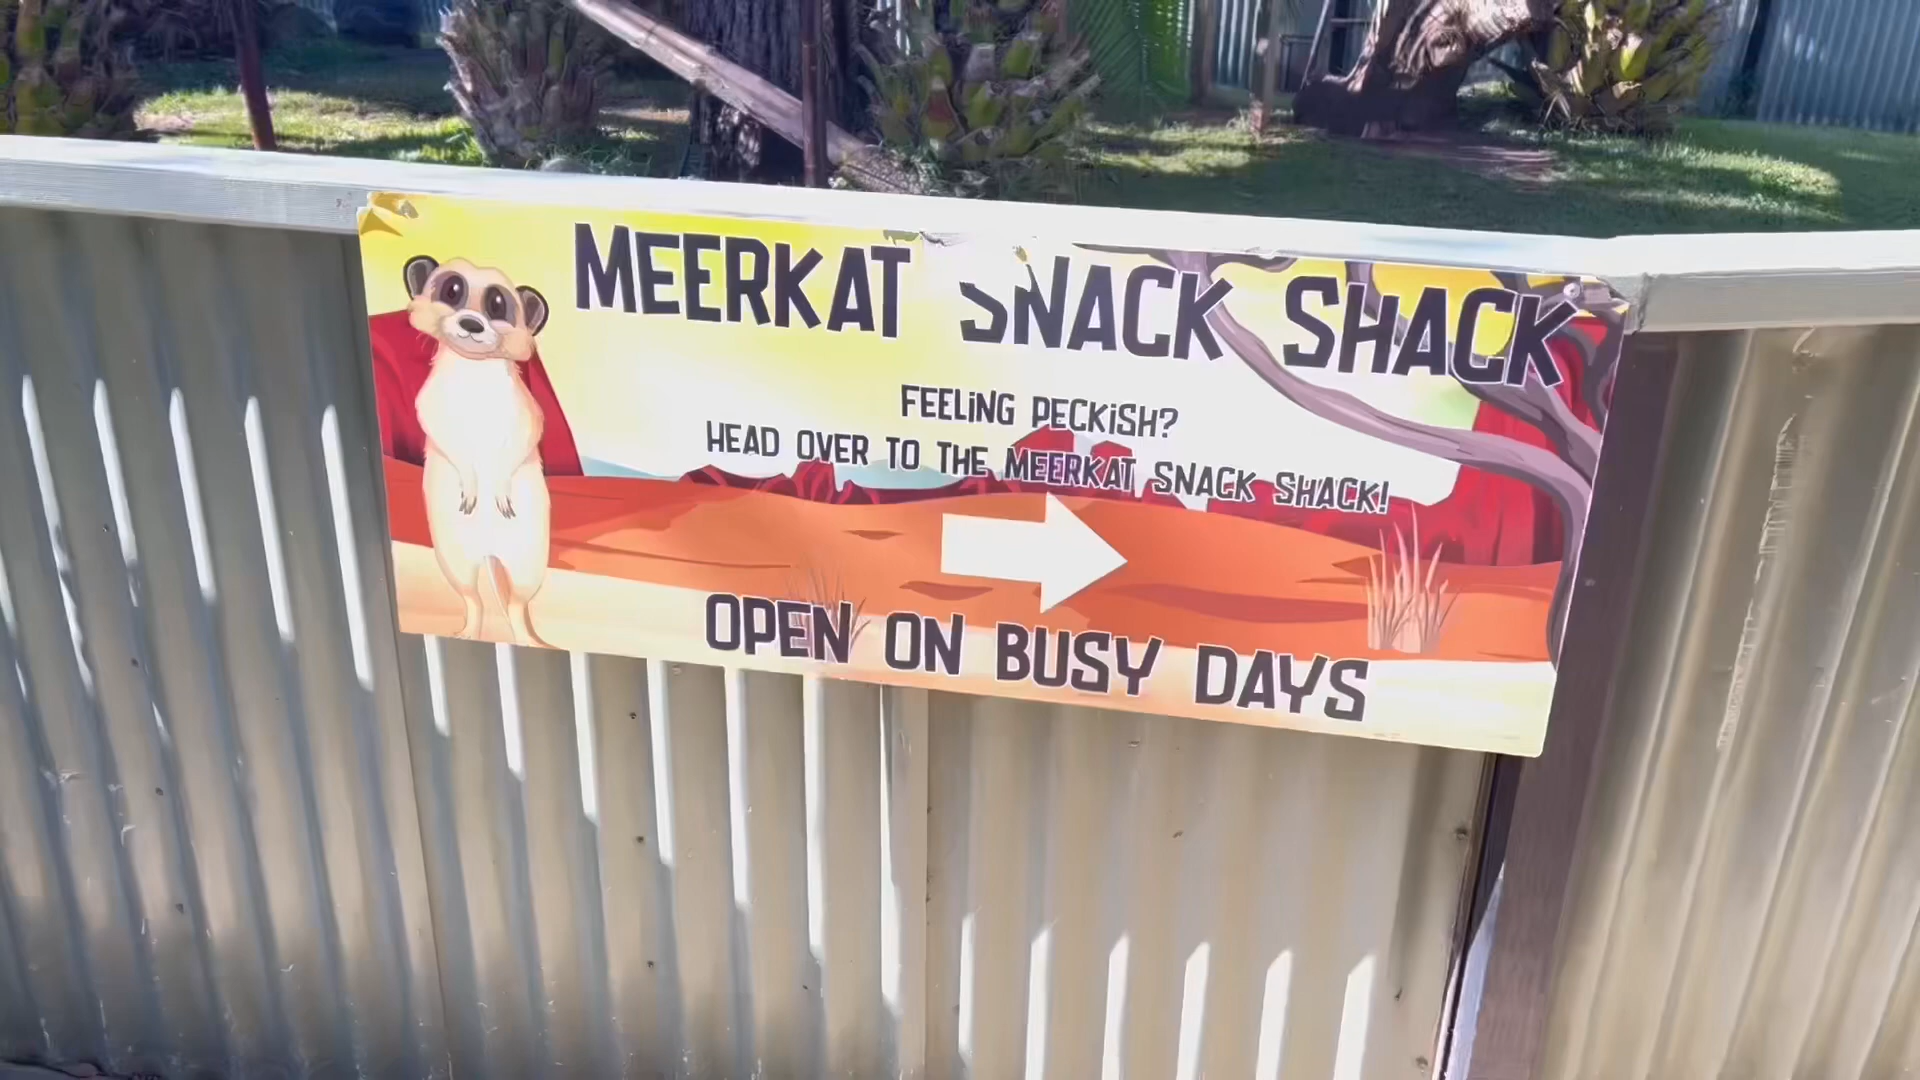 MEERKAT SNACK SHACK
FEELING PECKISH?
HEAD OVER TO THE MEERKAT SNACK SHACK!
OPEN ON BUSY DAYS